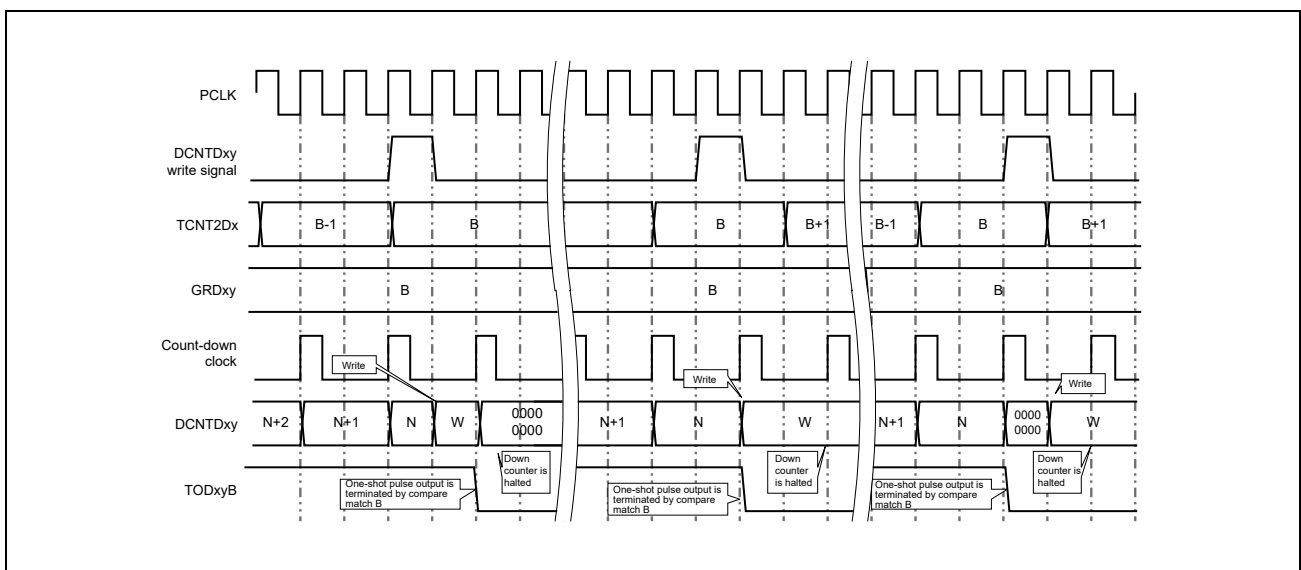 PCLK
DCNTDxy
write signal
TCNT2Dx
B-1
B
B
B+1
B-1
B
B+1
GRDxy
B
B
B
Count-down
clock
Write
Write
Write
DCNTDxy
N+2
N+1
N
W
0000
0000
N+1
N
W
N+1
N
0000
0000
W
Down
counter is
halted
Down
counter
is halted
Down
counter is
halted
TODxyB
One-shot pulse output is
terminated by compare
match B
One-shot pulse output is
terminated by compare
match B
One-shot pulse output is
terminated by compare
match B